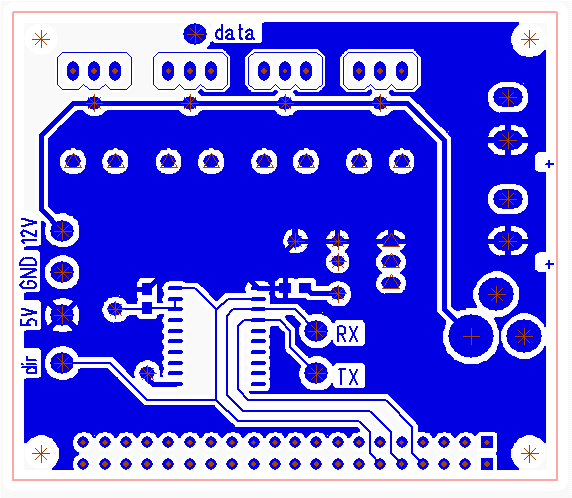 data
12V
GND
5V
dir
RX
TX
+
+